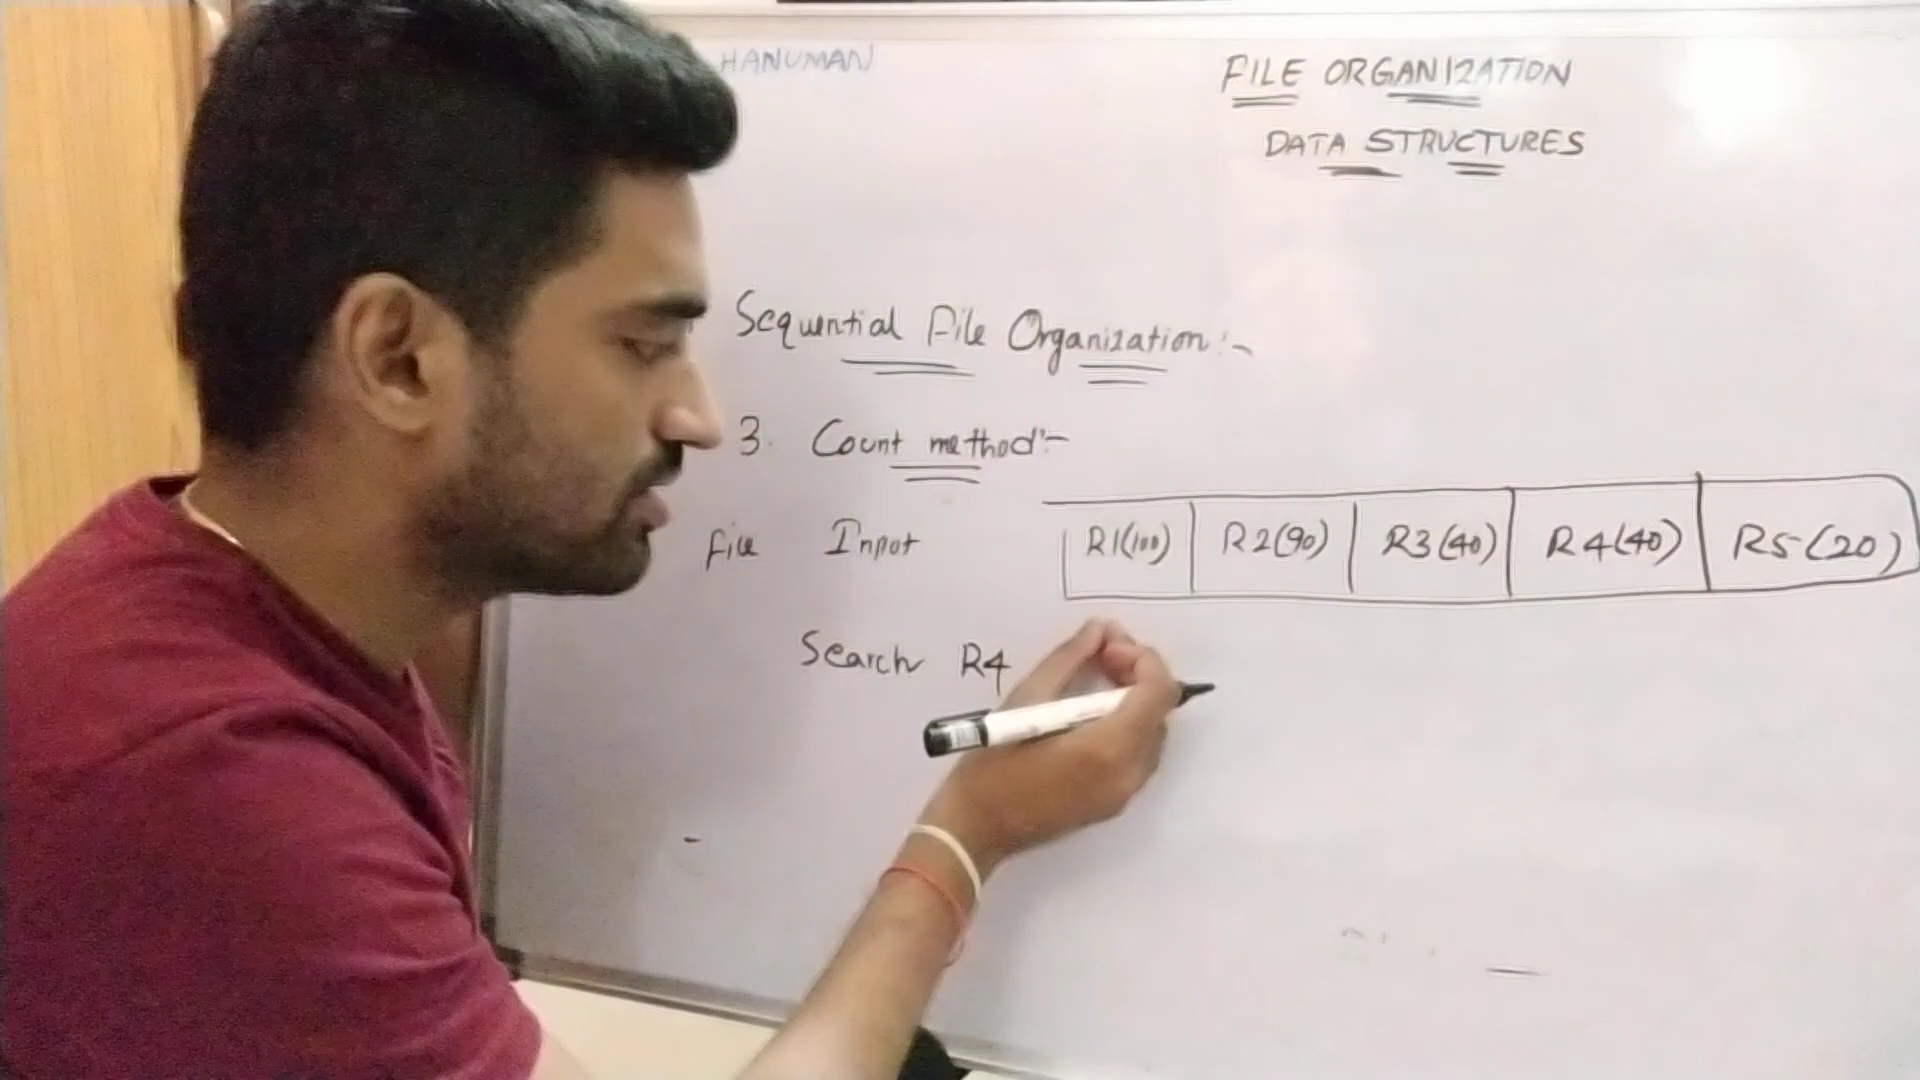 HANUMAN
FILE ORGANIZATION
DATA STRUCTURES
Sequential File Organization:-
3. Count method:-
File Input R1(100) R2(90) R3(40) R4(40) R5(20)
Search R4